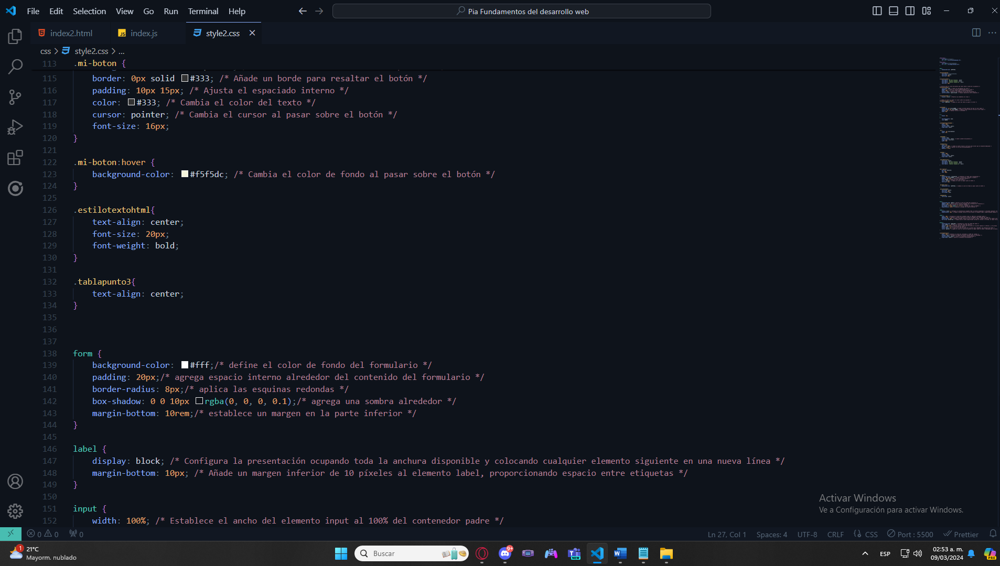 File Edit Selection View Go Run Terminal Help
Pia Fundamentos del desarrollo web
index2.html
index.js
style2.css
css > style2.css > ...
113 .mi-boton {
115 border: 0px solid #333; /* Añade un borde para resaltar el botón */
116 padding: 10px 15px; /* Ajusta el espaciado interno */
117 color: #333; /* Cambia el color del texto */
118 cursor: pointer; /* Cambia el cursor al pasar sobre el botón */
119 font-size: 16px;
120 }
121
122 .mi-boton:hover {
123 background-color: #f5f5dc; /* Cambia el color de fondo al pasar sobre el botón */
124 }
125
126 .estilotextohtml{
127 text-align: center;
128 font-size: 20px;
129 font-weight: bold;
130 }
131
132 .tablapunto3{
133 text-align: center;
134 }
135
136
137
138 form {
139 background-color: #fff;/* define el color de fondo del formulario */
140 padding: 20px;/* agrega espacio interno alrededor del contenido del formulario */
141 border-radius: 8px;/* aplica las esquinas redondas */
142 box-shadow: 0 0 10px rgba(0, 0, 0, 0.1);/* agrega una sombra alrededor */
143 margin-bottom: 10rem;/* establece un margen en la parte inferior */
144 }
145
146 label {
147 display: block; /* Configura la presentación ocupando toda la anchura disponible y colocando cualquier elemento siguiente en una nueva línea */
148 margin-bottom: 10px; /* Añade un margen inferior de 10 píxeles al elemento label, proporcionando espacio entre etiquetas */
149 }
150
151 input {
152 width: 100%; /* Establece el ancho del elemento input al 100% del contenedor padre */
Activar Windows
Ve a Configuración para activar Windows.
0 0 0
Ln 27, Col 1 Spaces: 4 UTF-8 CRLF CSS Port : 5500 Prettier
1
21°C
Mayorm. nublado
Buscar
9+
NEW
ESP
02:53 a. m.
09/03/2024
PRE